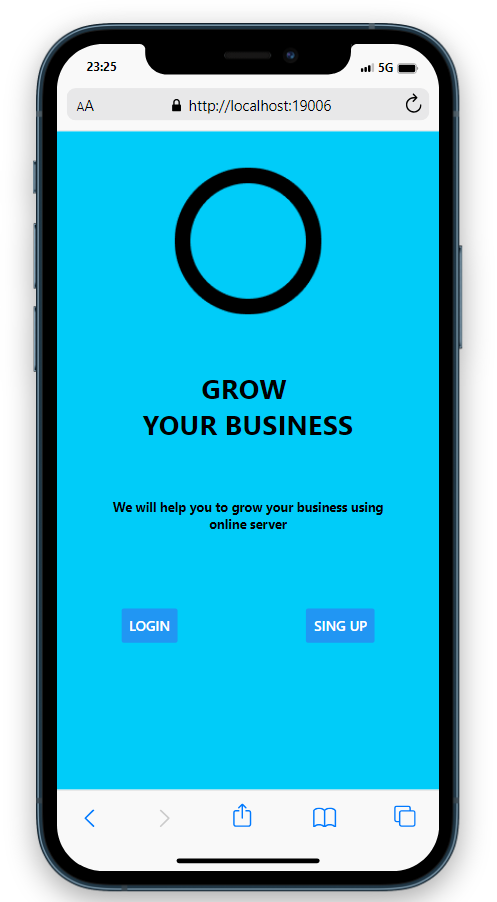 23:25
5G
AA
http://localhost:19006
GROW
YOUR BUSINESS
We will help you to grow your business using
online server
LOGIN
SING UP